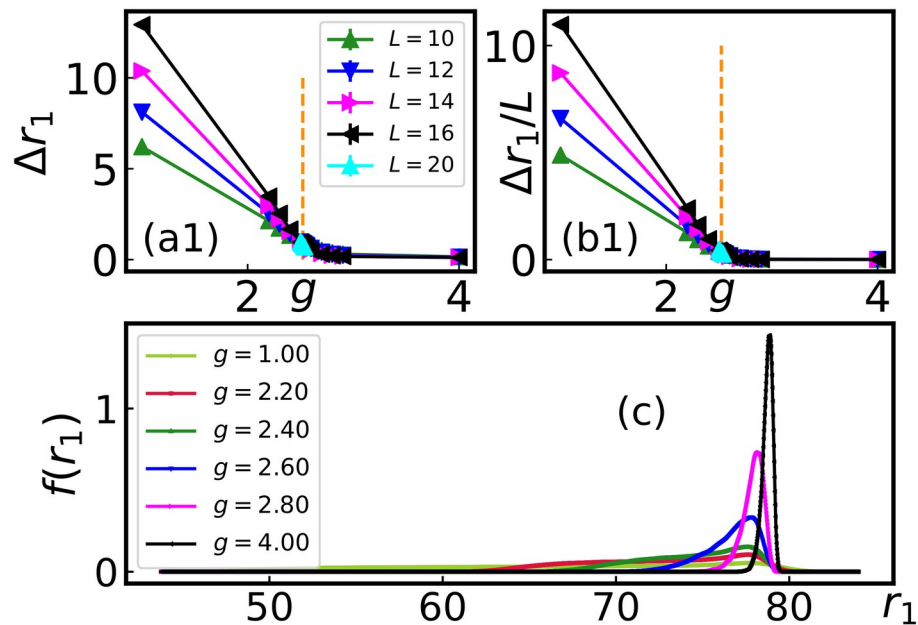 Δr₁
10
5
0
2
g
4
(a1)
L = 10
L = 12
L = 14
L = 16
L = 20
Δr₁/L
10
0
2
g
4
(b1)
f(r₁)
1
0
g = 1.00
g = 2.20
g = 2.40
g = 2.60
g = 2.80
g = 4.00
(c)
50
60
70
80
r₁